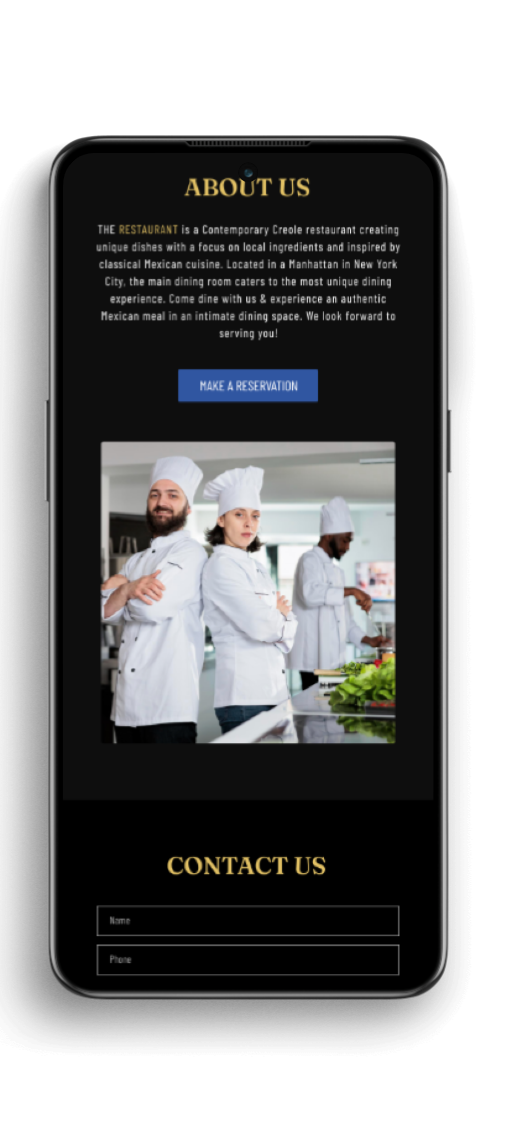 ABOUT US
THE RESTAURANT is a Contemporary Creole restaurant creating
unique dishes with a focus on local ingredients and inspired by
classical Mexican cuisine. Located in a Manhattan in New York
City, the main dining room caters to the most unique dining
experience. Come dine with us & experience an authentic
Mexican meal in an intimate dining space. We look forward to
serving you!
MAKE A RESERVATION
CONTACT US
Name
Phone